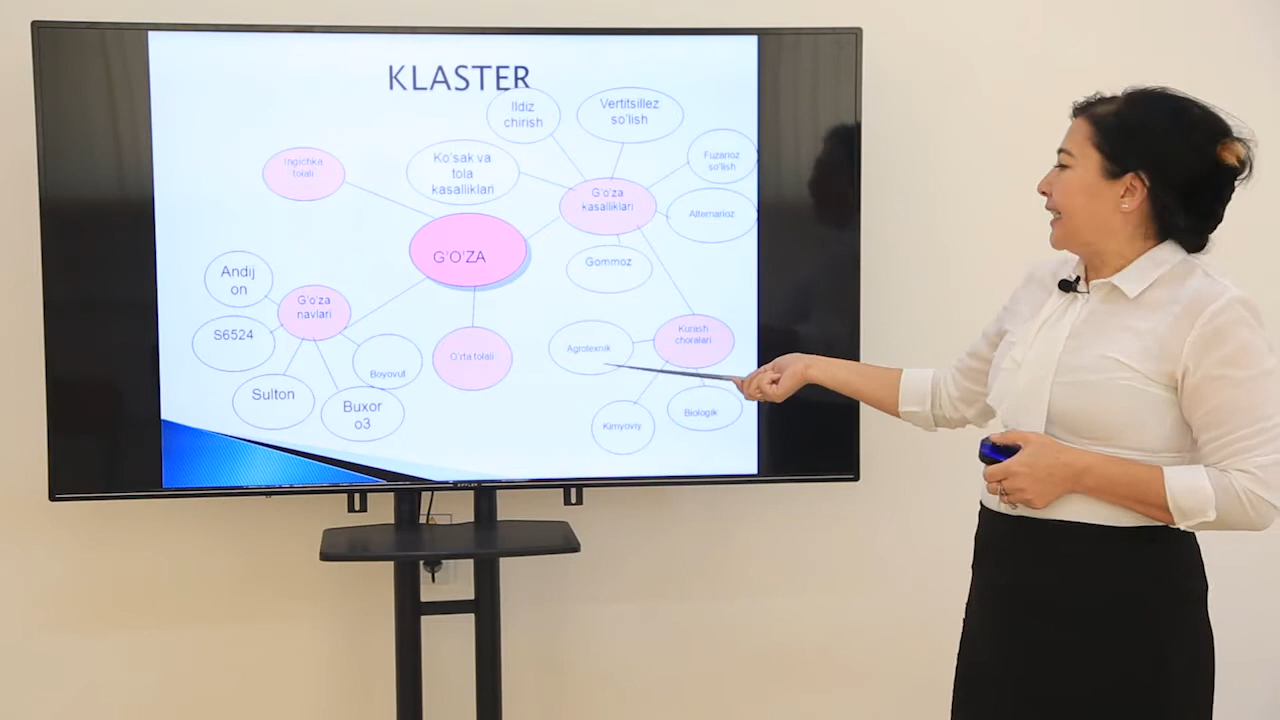 KLASTER
Ildiz
chirish
Vertitsillez
so'lish
Ingichka
tolali
Ko'sak va
tola
kasalliklari
Fuzarioz
so'lish
G'o'za
kasalliklari
Alternarioz
G'O'ZA
Gommoz
Andij
on
G'o'za
navlari
S6524
O'rta tolali
Boyovut
Sulton
Buxor
o3
Kurash
choralari
Agrotexnik
Kimyoviy
Biologik